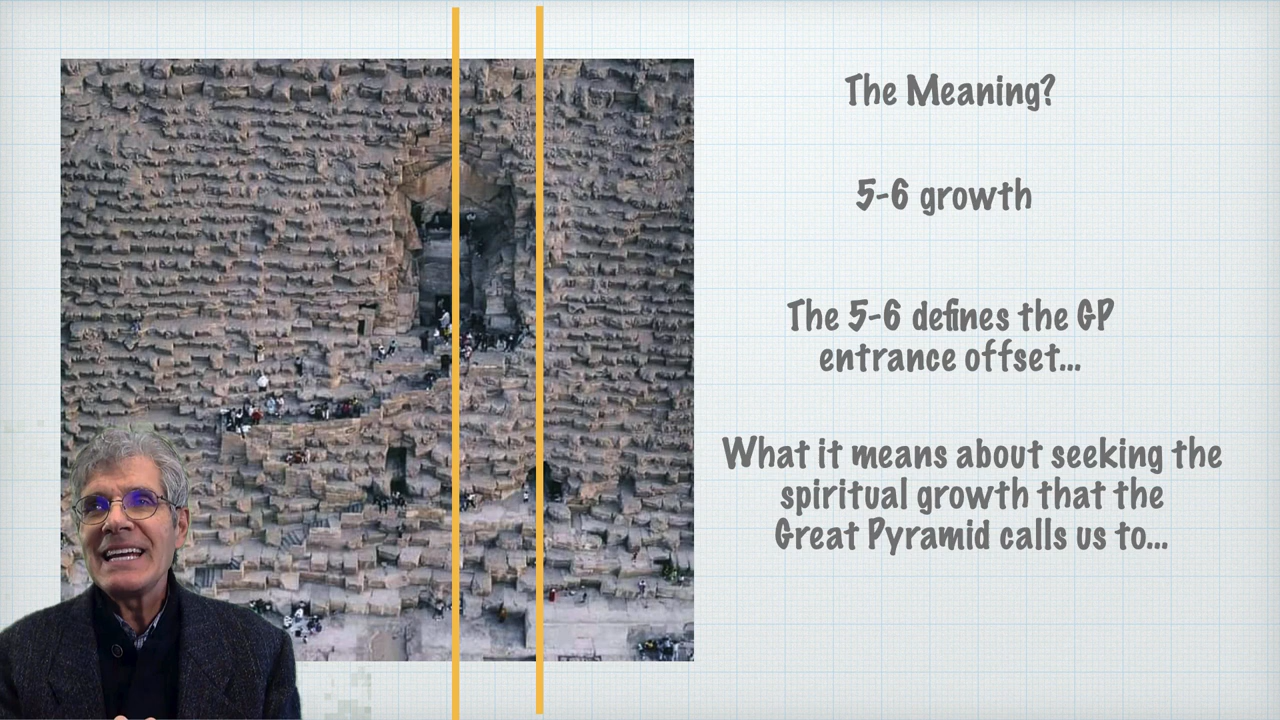 The Meaning?
5-6 growth
The 5-6 defines the GP
entrance offset...
What it means about seeking the
spiritual growth that the
Great Pyramid calls us to...